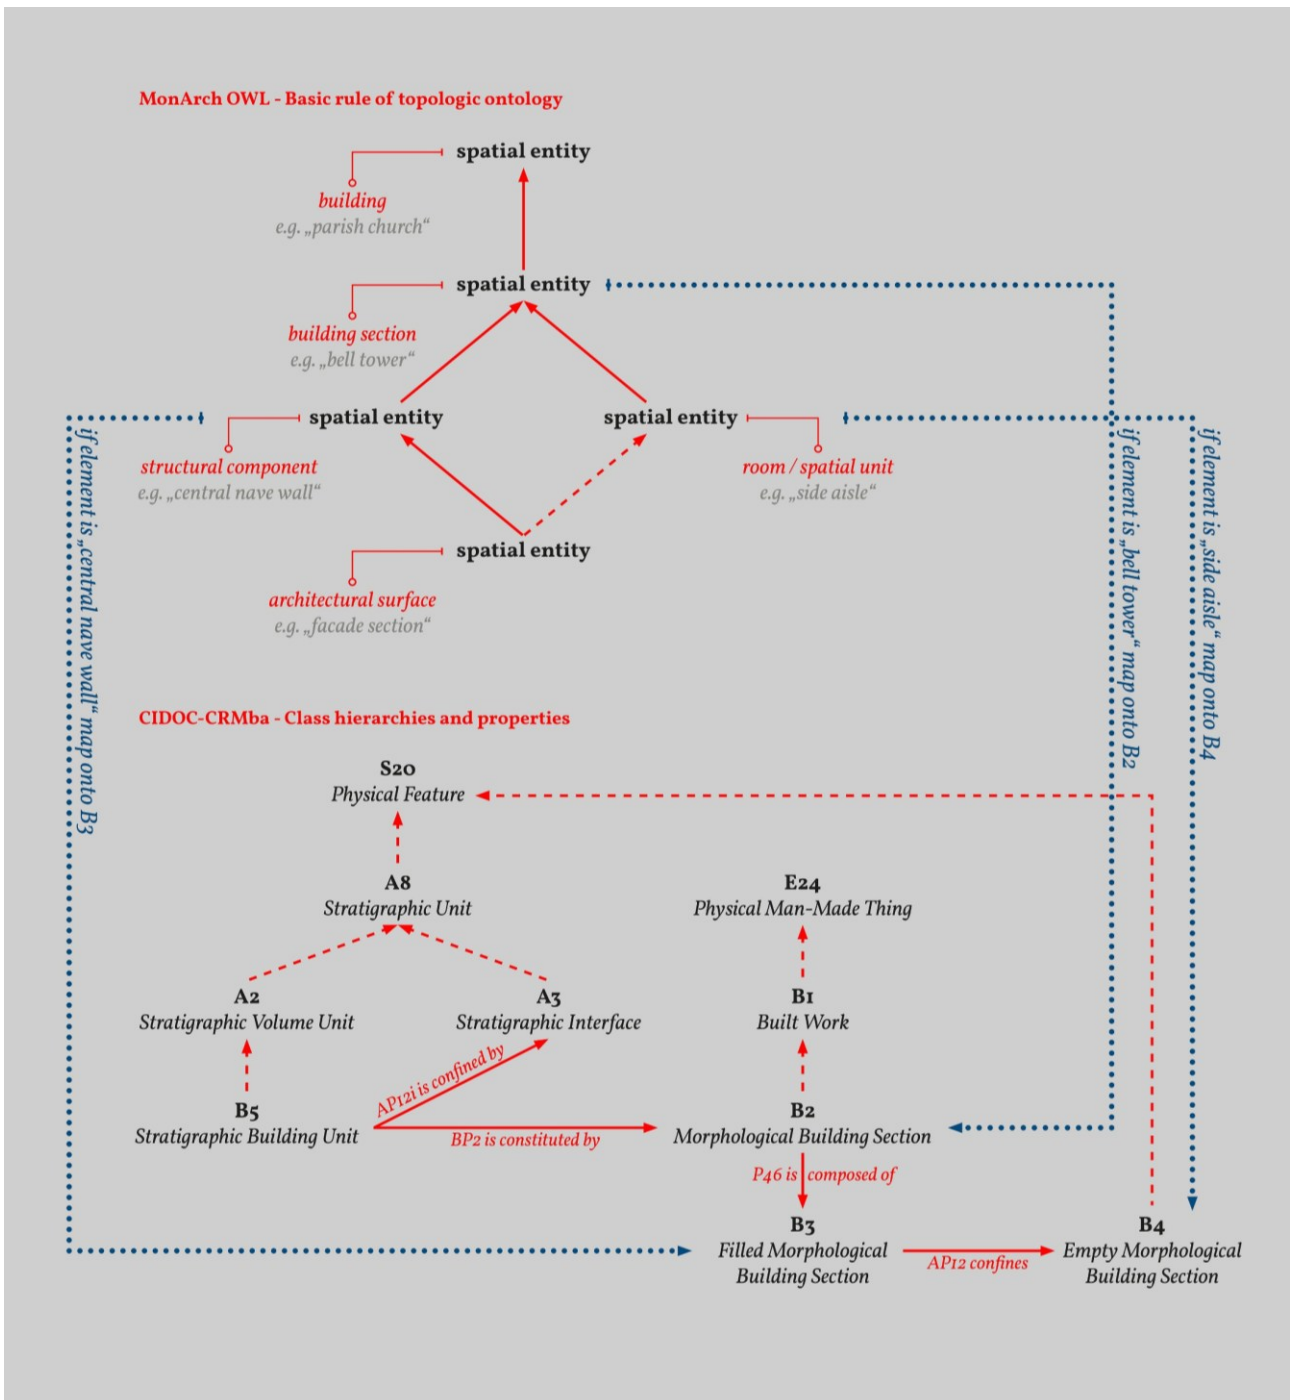 MonArch OWL - Basic rule of topologic ontology
spatial entity
building
e.g. „parish church“
spatial entity
building section
e.g. „bell tower“
spatial entity
structural component
e.g. „central nave wall“
spatial entity
room / spatial unit
e.g. „side aisle“
spatial entity
architectural surface
e.g. „facade section“
if element is „central nave wall“ map onto B3
if element is „bell tower“ map onto B2
if element is „side aisle“ map onto B4
CIDOC-CRMba - Class hierarchies and properties
S20
Physical Feature
A8
Stratigraphic Unit
E24
Physical Man-Made Thing
A2
Stratigraphic Volume Unit
A3
Stratigraphic Interface
B1
Built Work
AP12i is confined by
B5
Stratigraphic Building Unit
BP2 is constituted by
B2
Morphological Building Section
P46 is composed of
B3
Filled Morphological
Building Section
AP12 confines
B4
Empty Morphological
Building Section